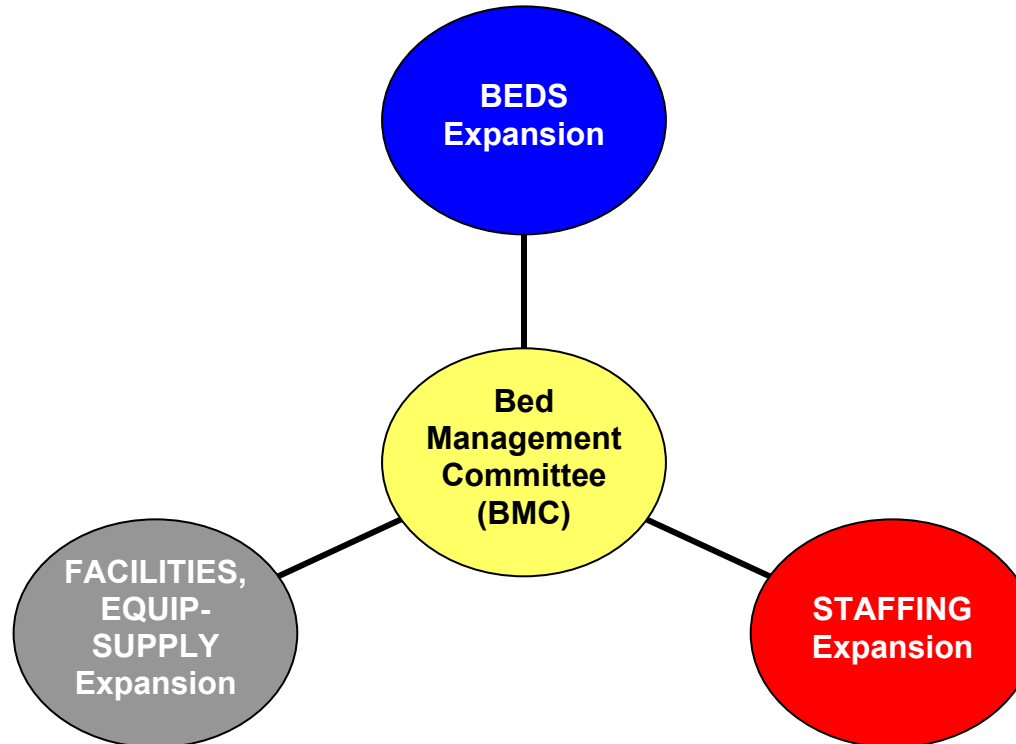 BEDS
Expansion
Bed
Management
Committee
(BMC)
FACILITIES,
EQUIP-
SUPPLY
Expansion
STAFFING
Expansion